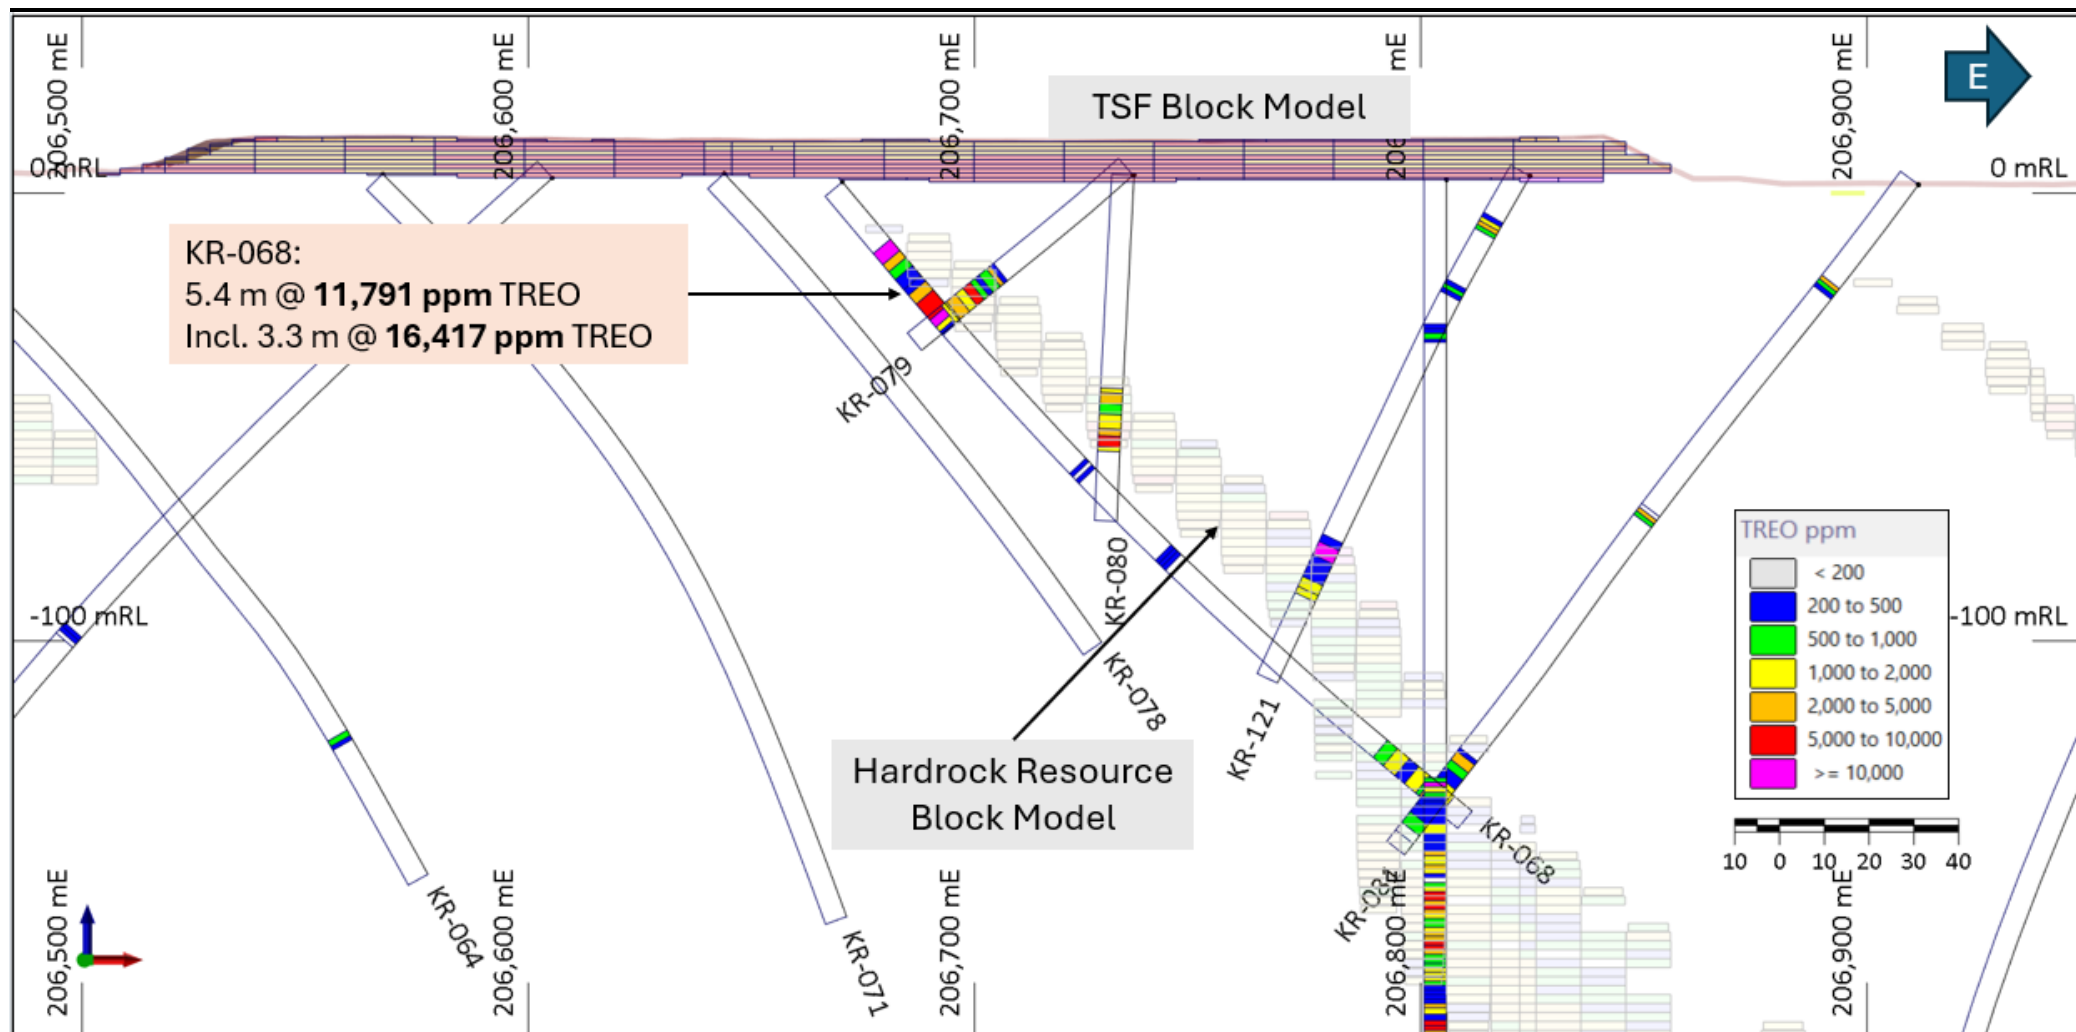 206,500 mE
206,600 mE
206,700 mE
206
mE
206,900 mE
E
TSF Block Model
0 mRL
0 mRL
KR-068:
5.4 m @ 11,791 ppm TREO
Incl. 3.3 m @ 16,417 ppm TREO
KR-079
KR-080
KR-078
KR-121
-100 mRL
-100 mRL
TREO ppm
< 200
200 to 500
500 to 1,000
1,000 to 2,000
2,000 to 5,000
5,000 to 10,000
>= 10,000
10 0 10 20 30 40
Hardrock Resource
Block Model
KR-068
KR-064
KR-071
206,500 mE
206,600 mE
206,700 mE
206,800 mE
206,900 mE